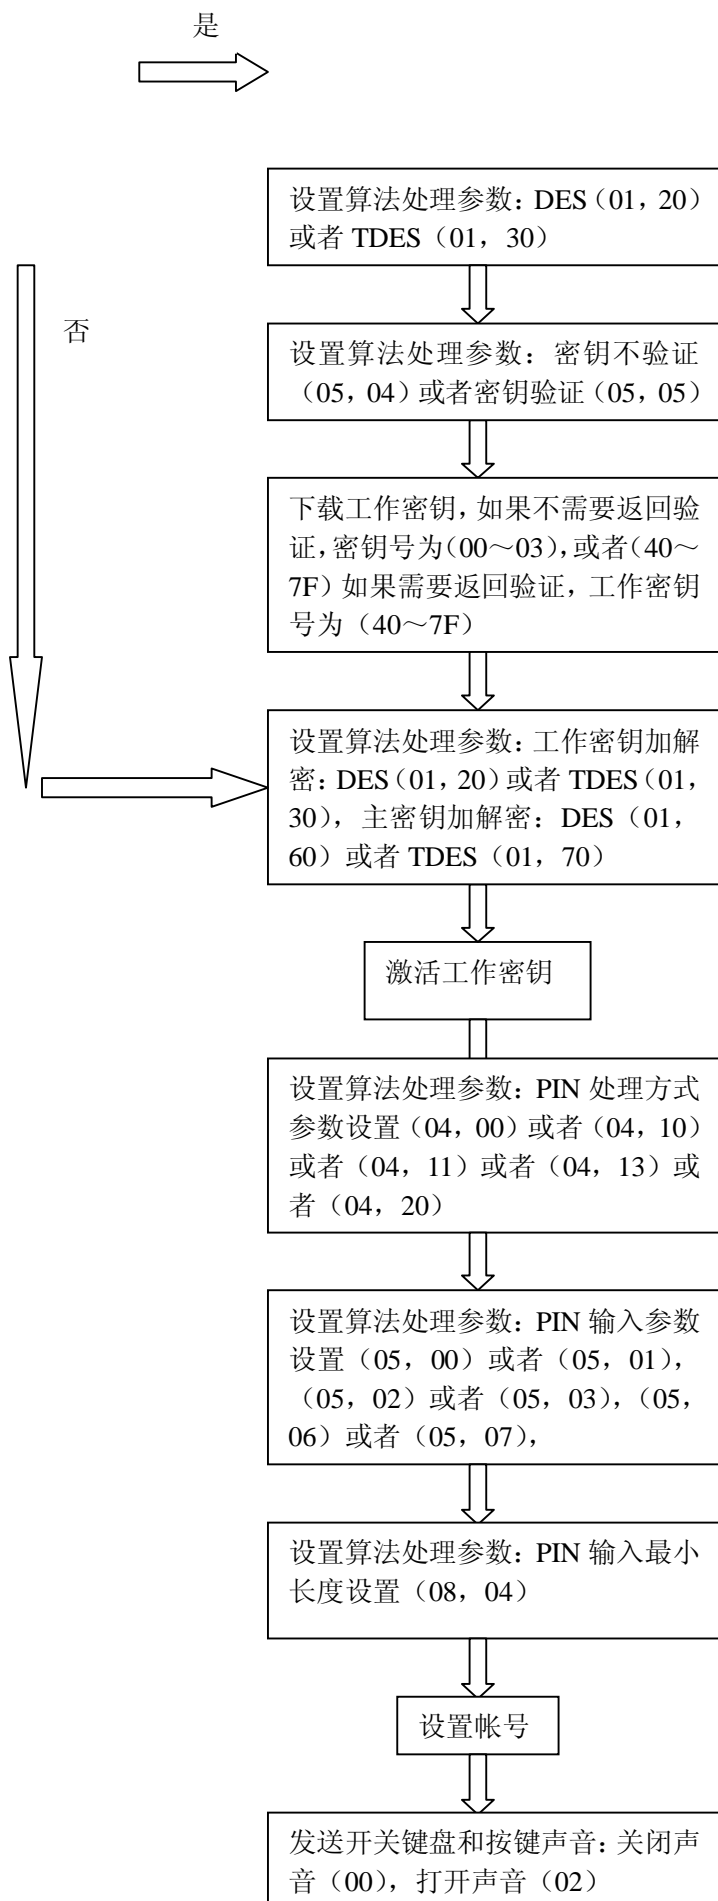 是
设置算法处理参数：DES（01，20）
或者 TDES（01，30）
否
设置算法处理参数：密钥不验证
（05，04）或者密钥验证（05，05）
下载工作密钥，如果不需要返回验
证，密钥号为(00～03)，或者(40～
7F）如果需要返回验证，工作密钥
号为（40～7F）
设置算法处理参数：工作密钥加解
密：DES（01，20）或者 TDES（01，
30），主密钥加解密：DES（01，
60）或者 TDES（01，70）
激活工作密钥
设置算法处理参数：PIN 处理方式
参数设置（04，00）或者（04，10）
或者（04，11）或者（04，13）或
者（04，20）
设置算法处理参数：PIN 输入参数
设置（05，00）或者（05，01），
（05，02）或者（05，03），（05，
06）或者（05，07），
设置算法处理参数：PIN 输入最小
长度设置（08，04）
设置帐号
发送开关键盘和按键声音：关闭声
音（00），打开声音（02）